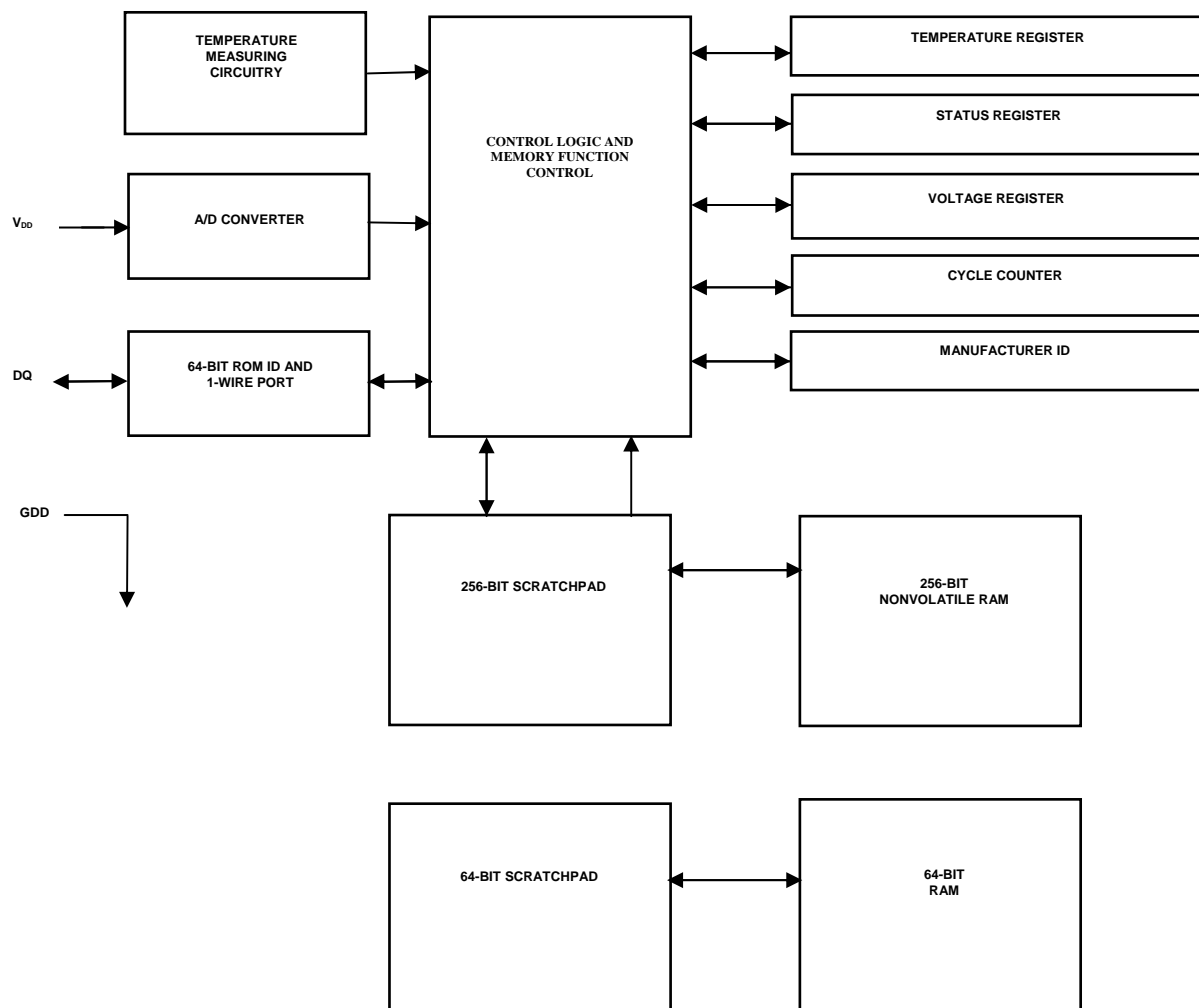 TEMPERATURE
MEASURING
CIRCUITRY
TEMPERATURE REGISTER
STATUS REGISTER
CONTROL LOGIC AND
MEMORY FUNCTION
CONTROL
VOLTAGE REGISTER
VDD
A/D CONVERTER
CYCLE COUNTER
MANUFACTURER ID
DQ
64-BIT ROM ID AND
1-WIRE PORT
GDD
256-BIT SCRATCHPAD
256-BIT
NONVOLATILE RAM
64-BIT SCRATCHPAD
64-BIT
RAM